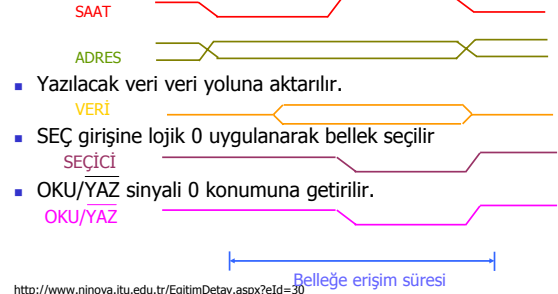 SAAT
ADRES
Yazılacak veri veri yoluna aktarılır.
VERİ
SEÇ girişine lojik 0 uygulanarak bellek seçilir
SEÇİCİ
OKU/YAZ sinyali 0 konumuna getirilir.
OKU/YAZ
Belleğe erişim süresi
http://www.ninova.itu.edu.tr/EgitimDetay.aspx?eId=30